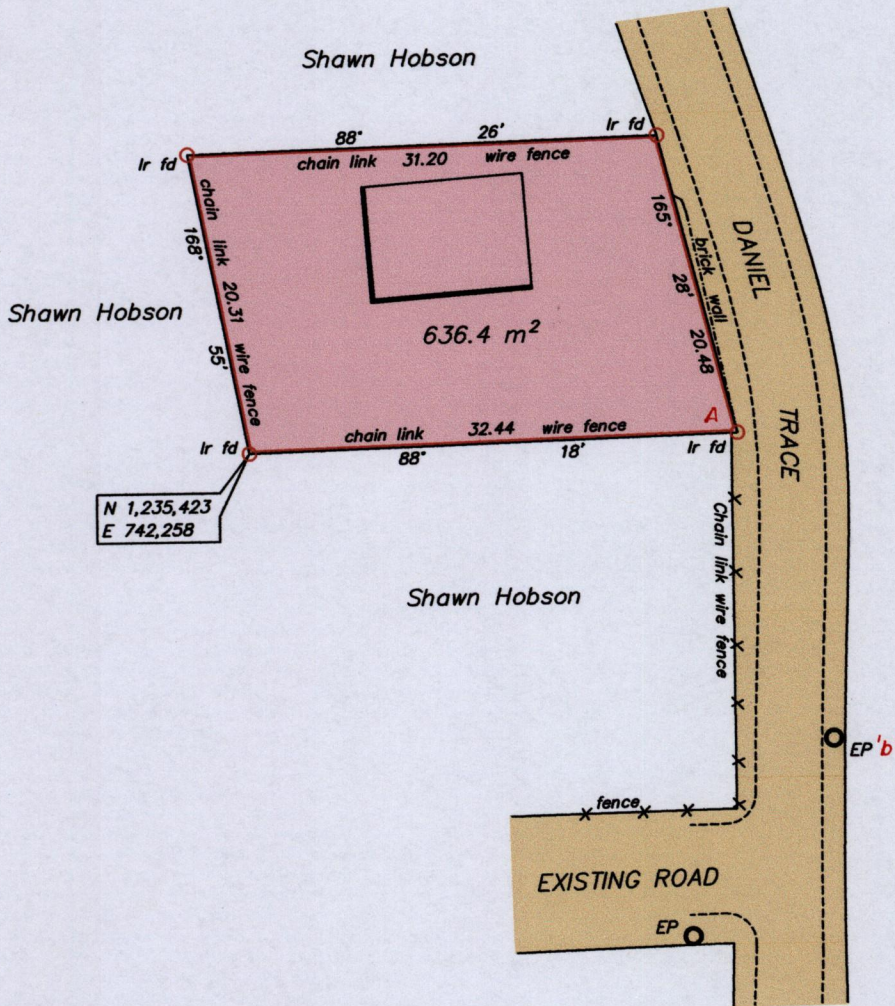 Shawn Hobson
Ir fd
88° 26'
Ir fd
chain link 31.20 wire fence
chain link 20.31 wire fence
168° 55'
165° 28'
20.48
brick wall
DANIEL TRACE
Shawn Hobson
636.4 m²
A
Ir fd
chain link 32.44 wire fence
88° 18'
Ir fd
N 1,235,423
E 742,258
Chain link wire fence
Shawn Hobson
EP 'b
fence
EXISTING ROAD
EP